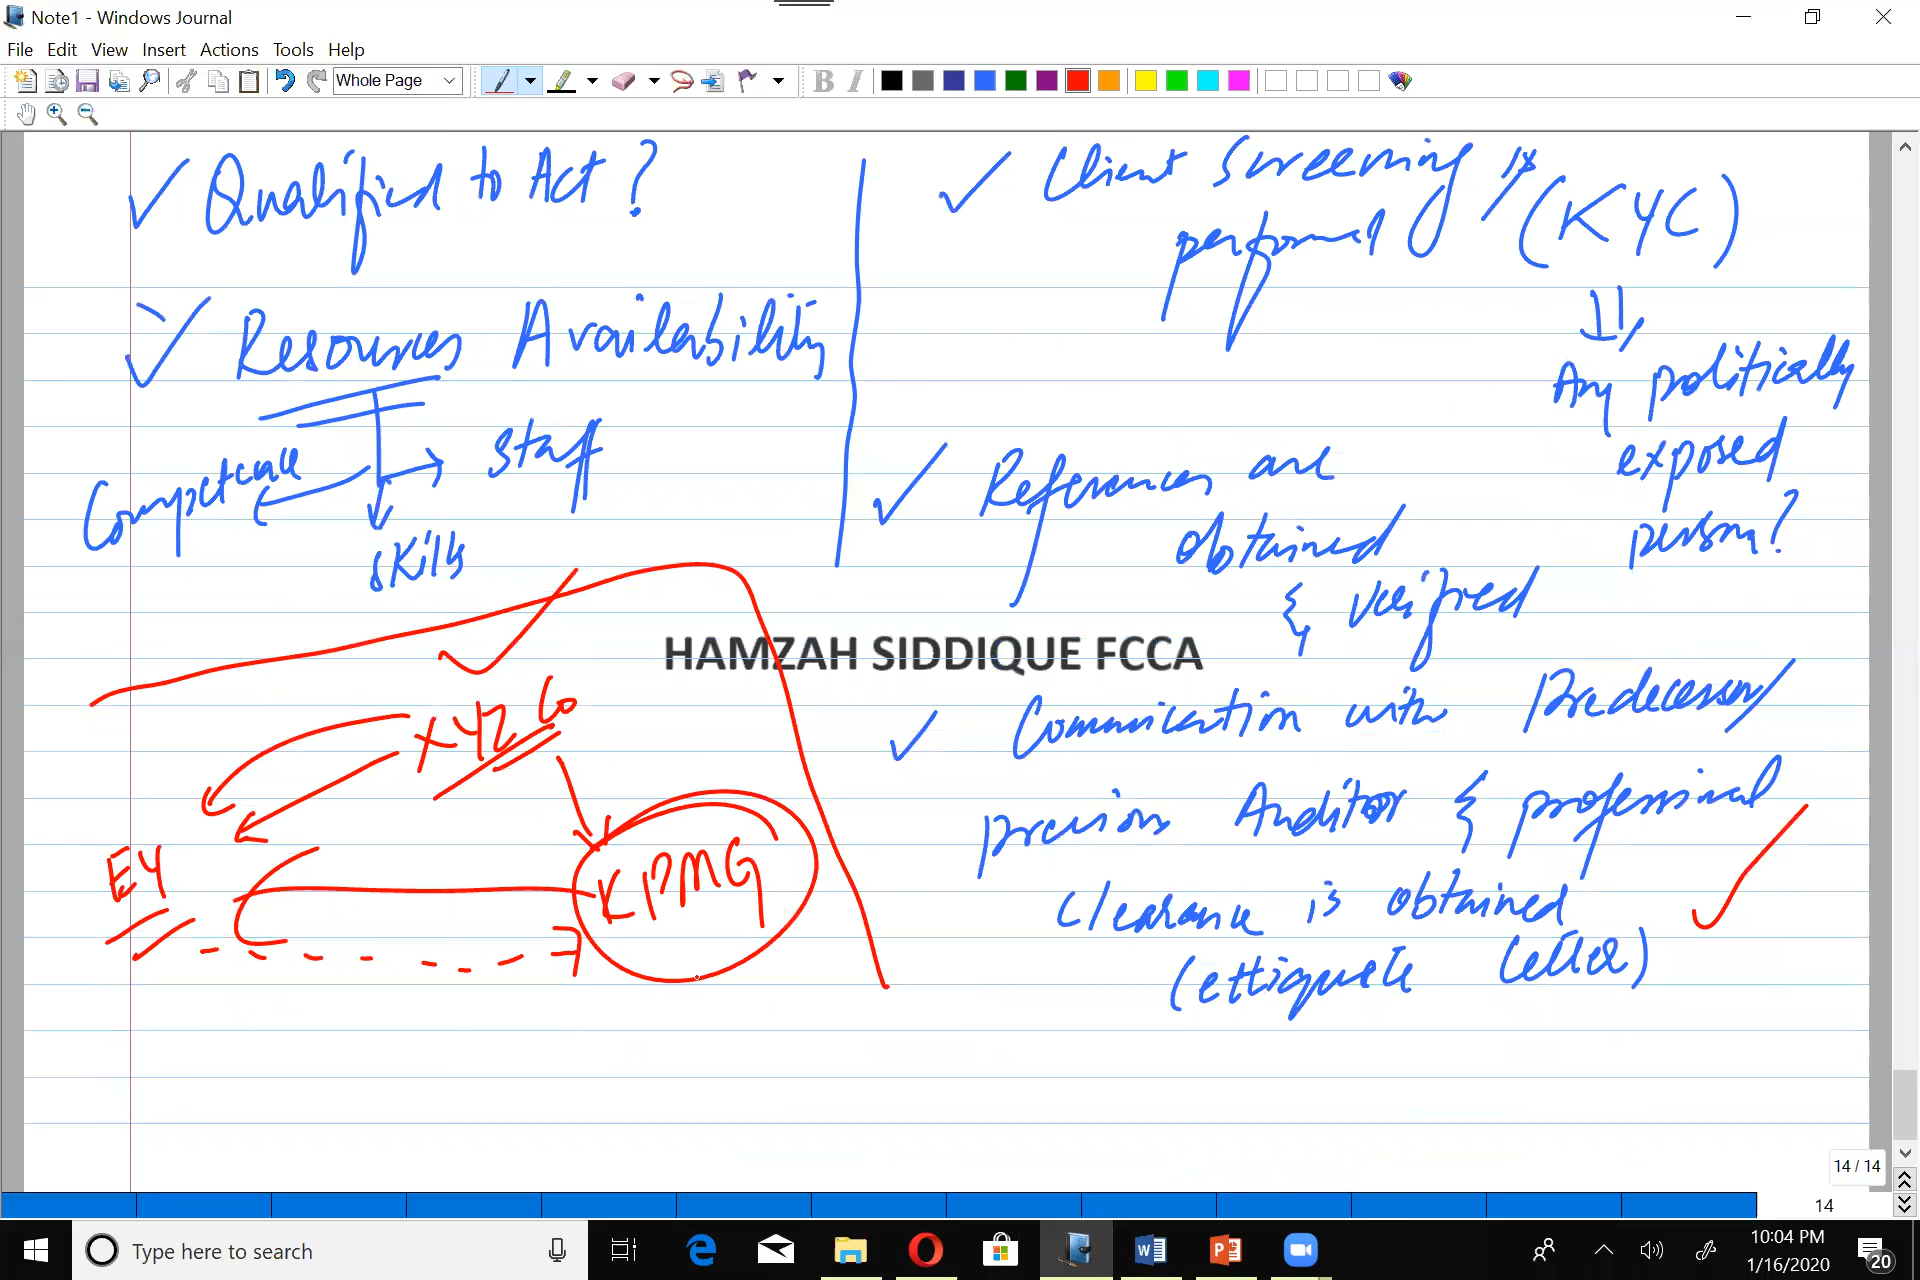 Note1 - Windows Journal
File Edit View Insert Actions Tools Help
Whole Page
B I
Qualified to Act?
Resources Availability
Competence
Staff
Skills
Client Screening is
performed
(KYC)
Any politically
exposed
person?
References are
obtained
& verified
HAMZAH SIDDIQUE FCCA
Communication with Predecessor/
previous Auditor & professional
clearance is obtained
(ettiquete letter)
XYZ Co
EY
KPMG
14 / 14
14
Type here to search
10:04 PM
1/16/2020
20